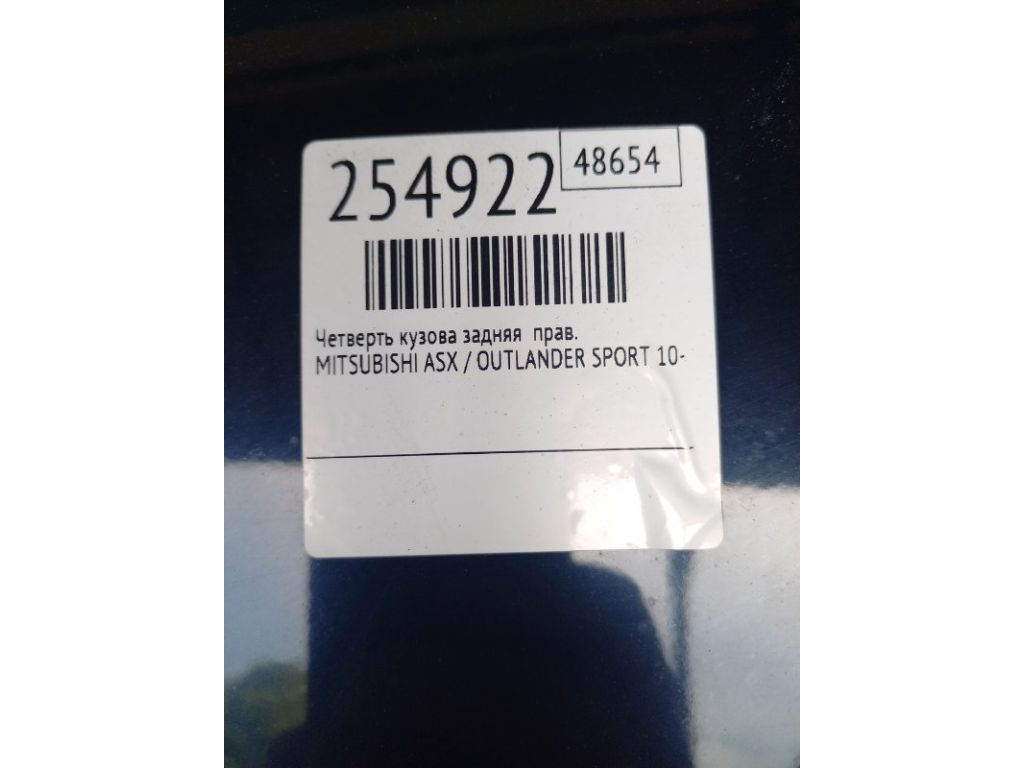 254922
48654
Четверть кузова задняя прав.
MITSUBISHI ASX / OUTLANDER SPORT 10-